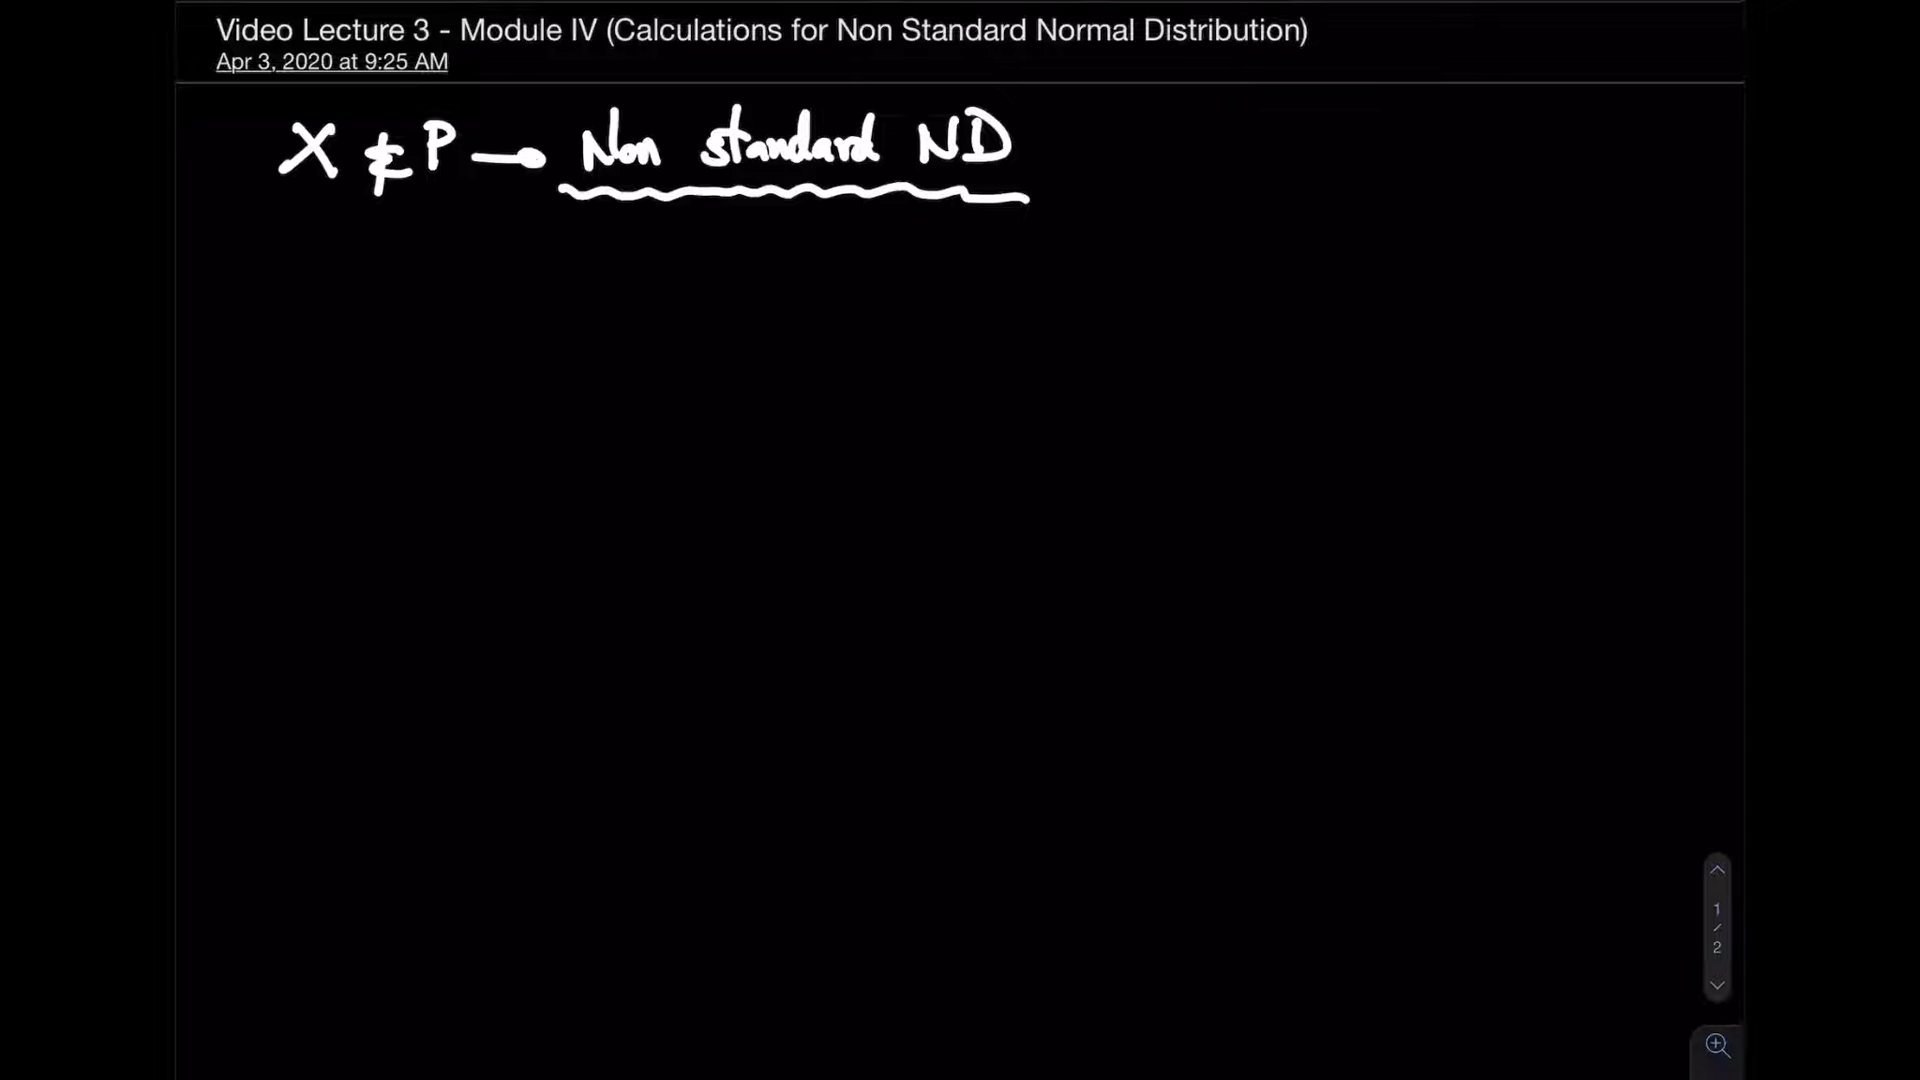 Video Lecture 3 - Module IV (Calculations for Non Standard Normal Distribution)
Apr 3, 2020 at 9:25 AM
X & P → Non standard ND
1
/
2